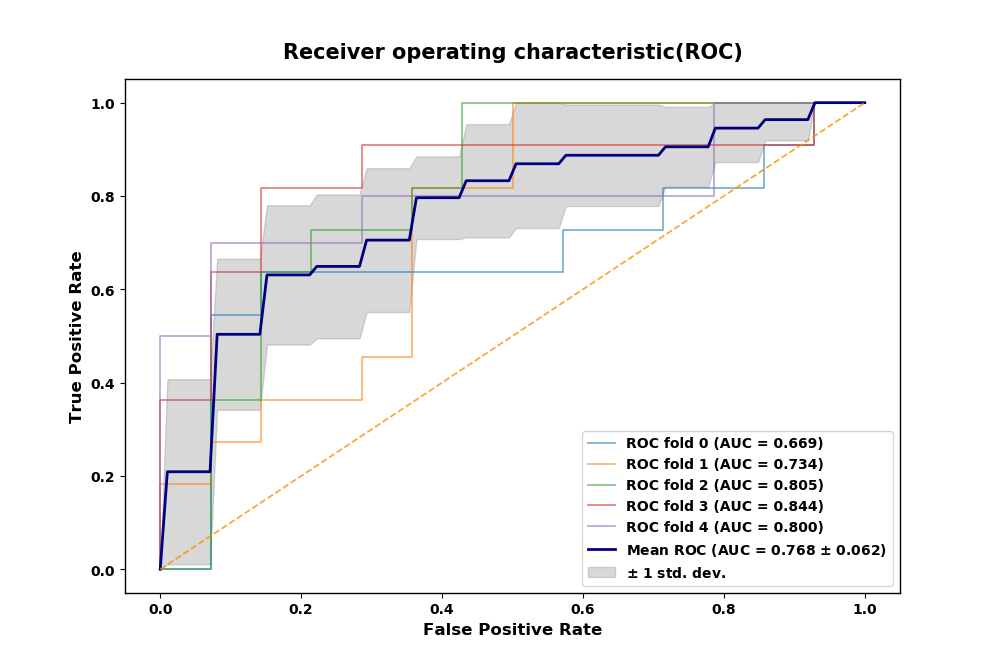 Receiver operating characteristic(ROC)
True Positive Rate
1.0
0.8
0.6
0.4
0.2
0.0
ROC fold 0 (AUC = 0.669)
ROC fold 1 (AUC = 0.734)
ROC fold 2 (AUC = 0.805)
ROC fold 3 (AUC = 0.844)
ROC fold 4 (AUC = 0.800)
Mean ROC (AUC = 0.768 ± 0.062)
± 1 std. dev.
0.0 0.2 0.4 0.6 0.8 1.0
False Positive Rate